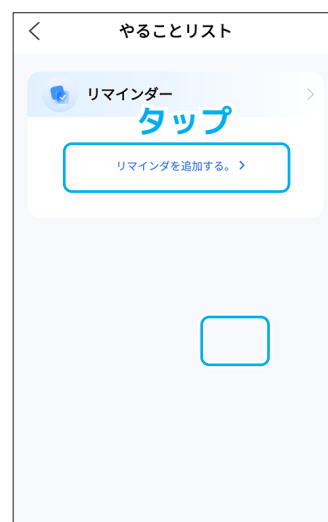 やることリスト
リマインダー
タップ
リマインダを追加する。